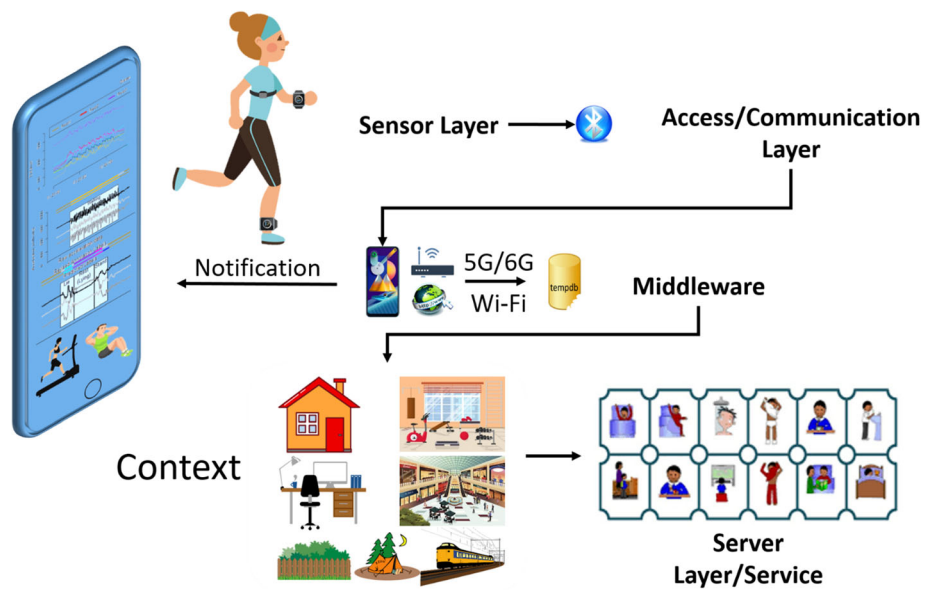 Sensor Layer
Access/Communication
Layer
Notification
5G/6G
Wi-Fi
tempdb
Middleware
Context
Server
Layer/Service